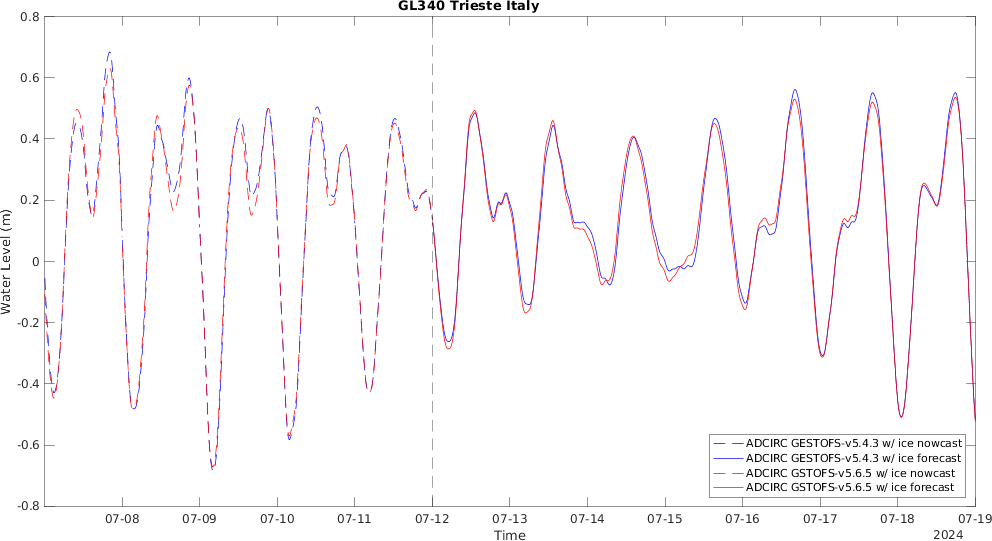 GL340 Trieste Italy
0.8
0.6
0.4
0.2
0
-0.2
-0.4
-0.6
-0.8
Water Level (m)
ADCIRC GESTOFS-v5.4.3 w/ ice nowcast
ADCIRC GESTOFS-v5.4.3 w/ ice forecast
ADCIRC GSTOFS-v5.6.5 w/ ice nowcast
ADCIRC GSTOFS-v5.6.5 w/ ice forecast
07-08 07-09 07-10 07-11 07-12 07-13 07-14 07-15 07-16 07-17 07-18 07-19
Time
2024